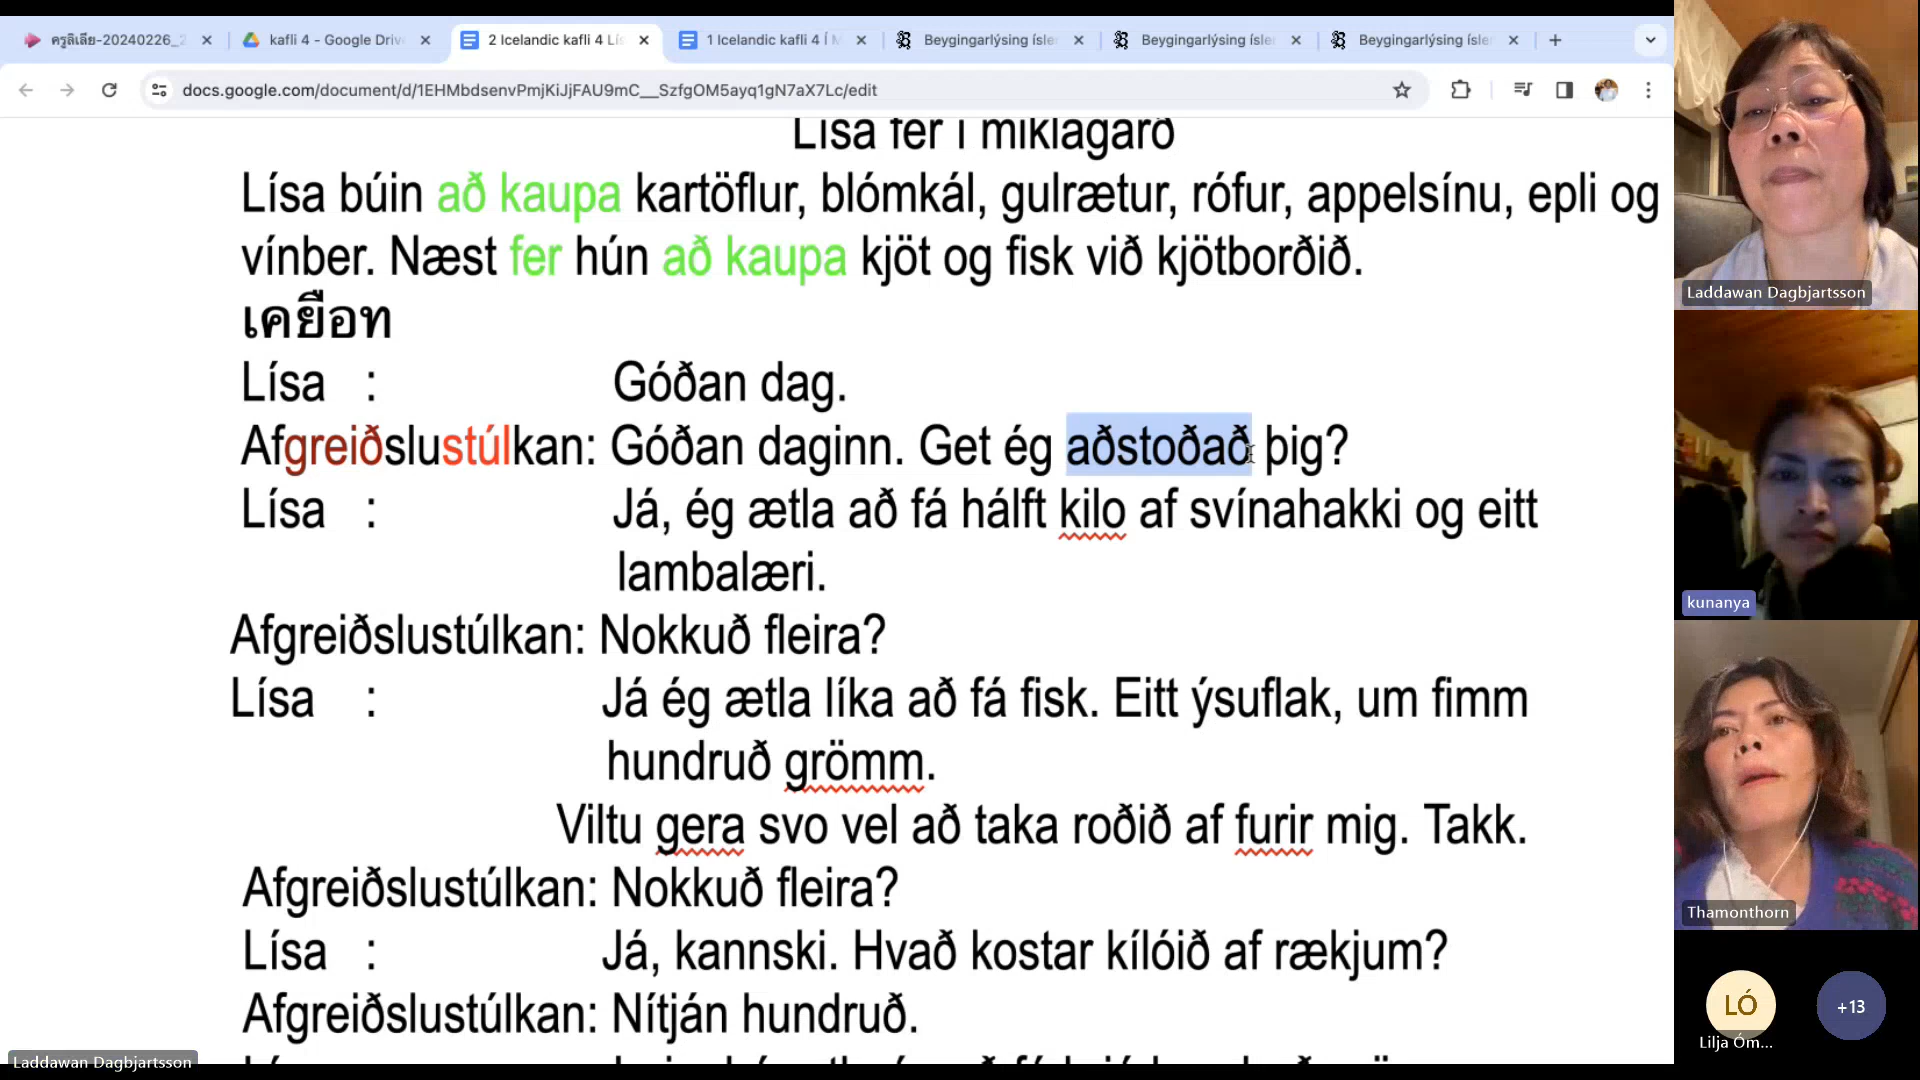 ครูลิเลีย-20240226_2
kafli 4 - Google Drive
2 Icelandic kafli 4 Lís
1 Icelandic kafli 4 Í M
Beygingarlýsing ísle
Beygingarlýsing ísle
Beygingarlýsing ísle
docs.google.com/document/d/1EHMbdsenvPmjKiJjFAU9mC__SzfgOM5ayq1gN7aX7Lc/edit
Lísa fer í miklagarð
Lísa búin að kaupa kartöflur, blómkál, gulrætur, rófur, appelsínu, epli og
vínber. Næst fer hún að kaupa kjöt og fisk við kjötborðið.
เคยือท
Lísa :
Góðan dag.
Afgreiðslustúlkan: Góðan daginn. Get ég aðstoðað þig?
Lísa :
Já, ég ætla að fá hálft kilo af svínahakki og eitt
lambalæri.
Afgreiðslustúlkan: Nokkuð fleira?
Lísa :
Já ég ætla líka að fá fisk. Eitt ýsuflak, um fimm
hundruð grömm.
Viltu gera svo vel að taka roðið af furir mig. Takk.
Afgreiðslustúlkan: Nokkuð fleira?
Lísa :
Já, kannski. Hvað kostar kílóið af rækjum?
Afgreiðslustúlkan: Nítján hundruð.
Laddawan Dagbjartsson
Laddawan Dagbjartsson
kunanya
Thamonthorn
LÓ
Lilja Óm...
+13